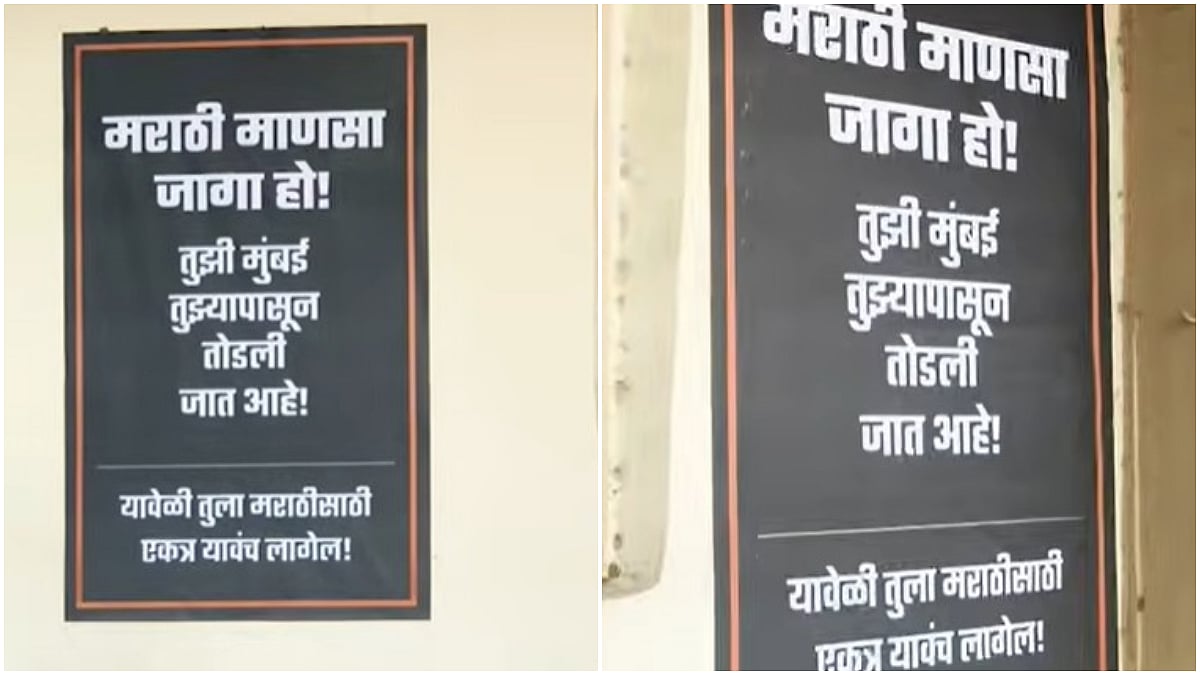 मराठी माणसा
जागा हो!
तुझी मुंबई
तुझ्यापासून
तोडली
जात आहे!
यावेळी तुला मराठीसाठी
एकत्र यावंच लागेल!
मराठी माणसा
जागा हो!
तुझी मुंबई
तुझ्यापासून
तोडली
जात आहे!
यावेळी तुला मराठीसाठी
एकत्र यावंच लागेल!